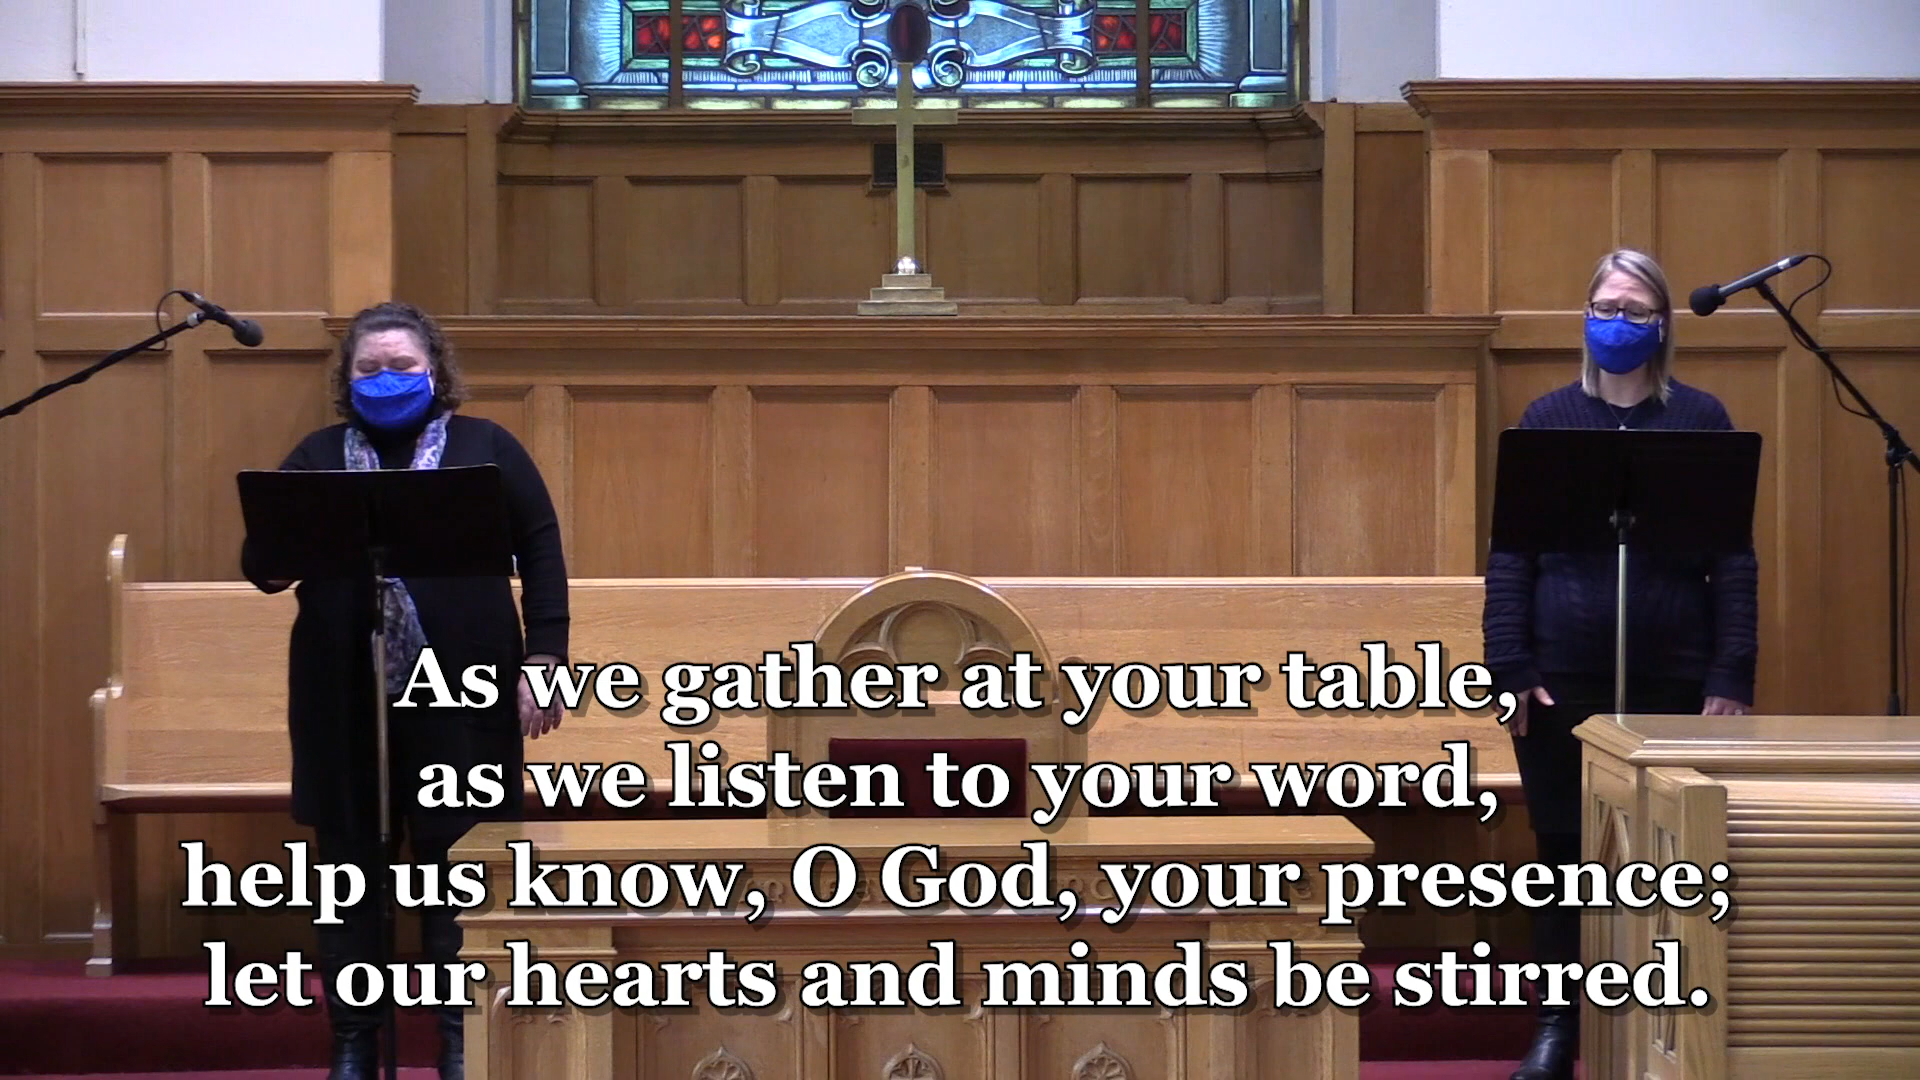 As we gather at your table,
as we listen to your word,
help us know, O God, your presence;
let our hearts and minds be stirred.